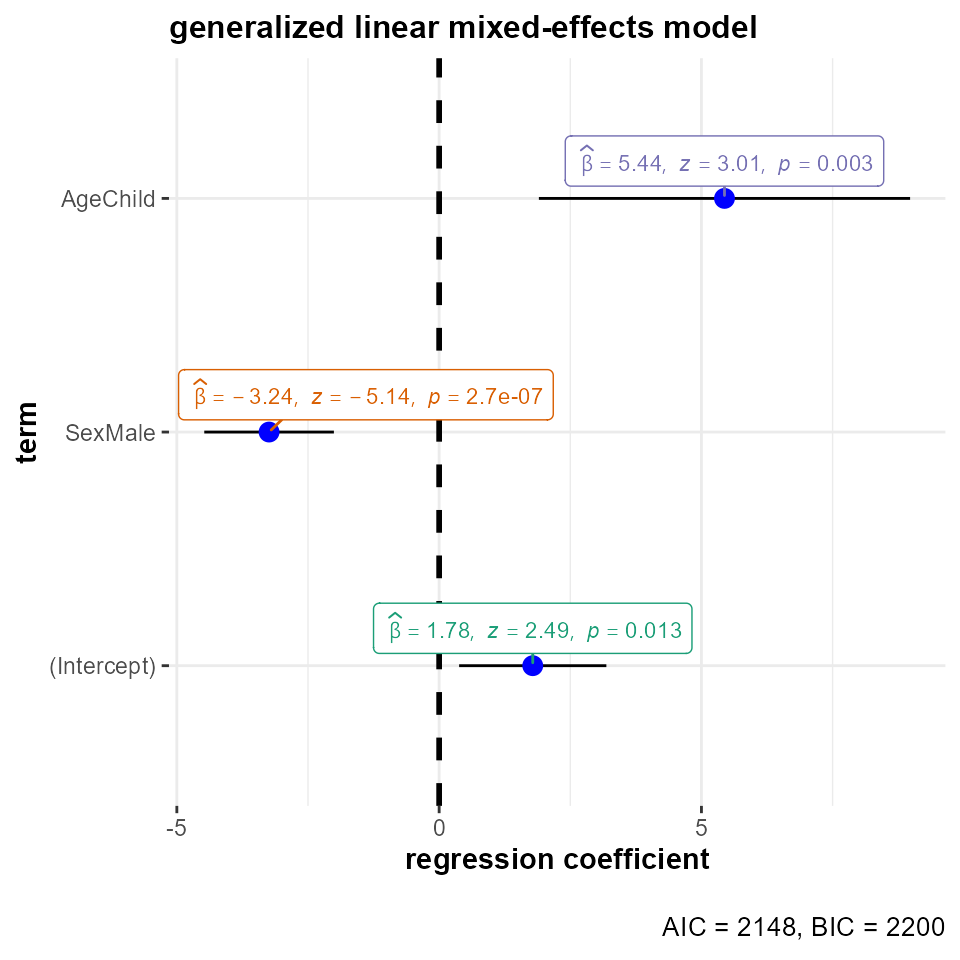 generalized linear mixed-effects model
AgeChild
β̂ = 5.44, z = 3.01, p = 0.003
SexMale
β̂ = − 3.24, z = − 5.14, p = 2.7e-07
(Intercept)
β̂ = 1.78, z = 2.49, p = 0.013
term
-5 0 5
regression coefficient
AIC = 2148, BIC = 2200